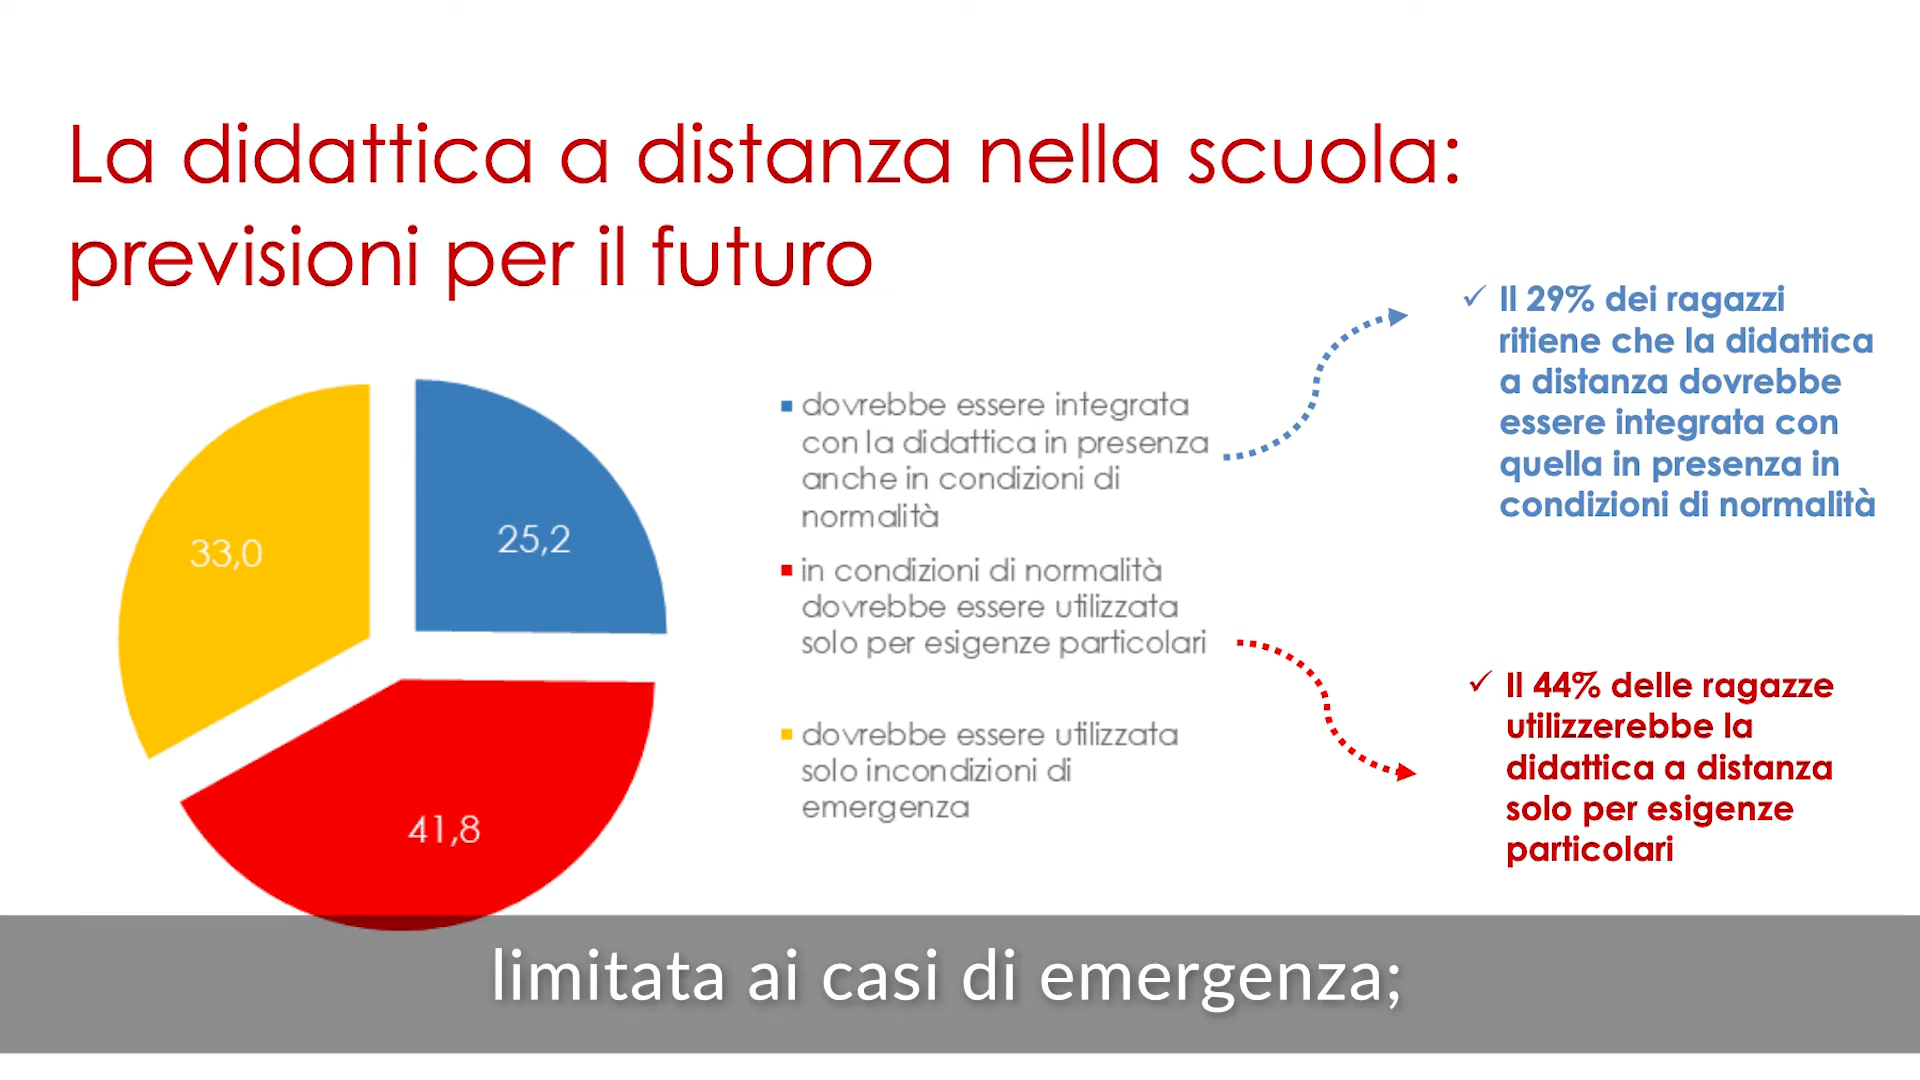 La didattica a distanza nella scuola:
previsioni per il futuro
33,0
25,2
41,8
dovrebbe essere integrata
con la didattica in presenza
anche in condizioni di
normalità
in condizioni di normalità
dovrebbe essere utilizzata
solo per esigenze particolari
dovrebbe essere utilizzata
solo incondizioni di
emergenza
✓ Il 29% dei ragazzi
ritiene che la didattica
a distanza dovrebbe
essere integrata con
quella in presenza in
condizioni di normalità
✓ Il 44% delle ragazze
utilizzerebbe la
didattica a distanza
solo per esigenze
particolari
limitata ai casi di emergenza;